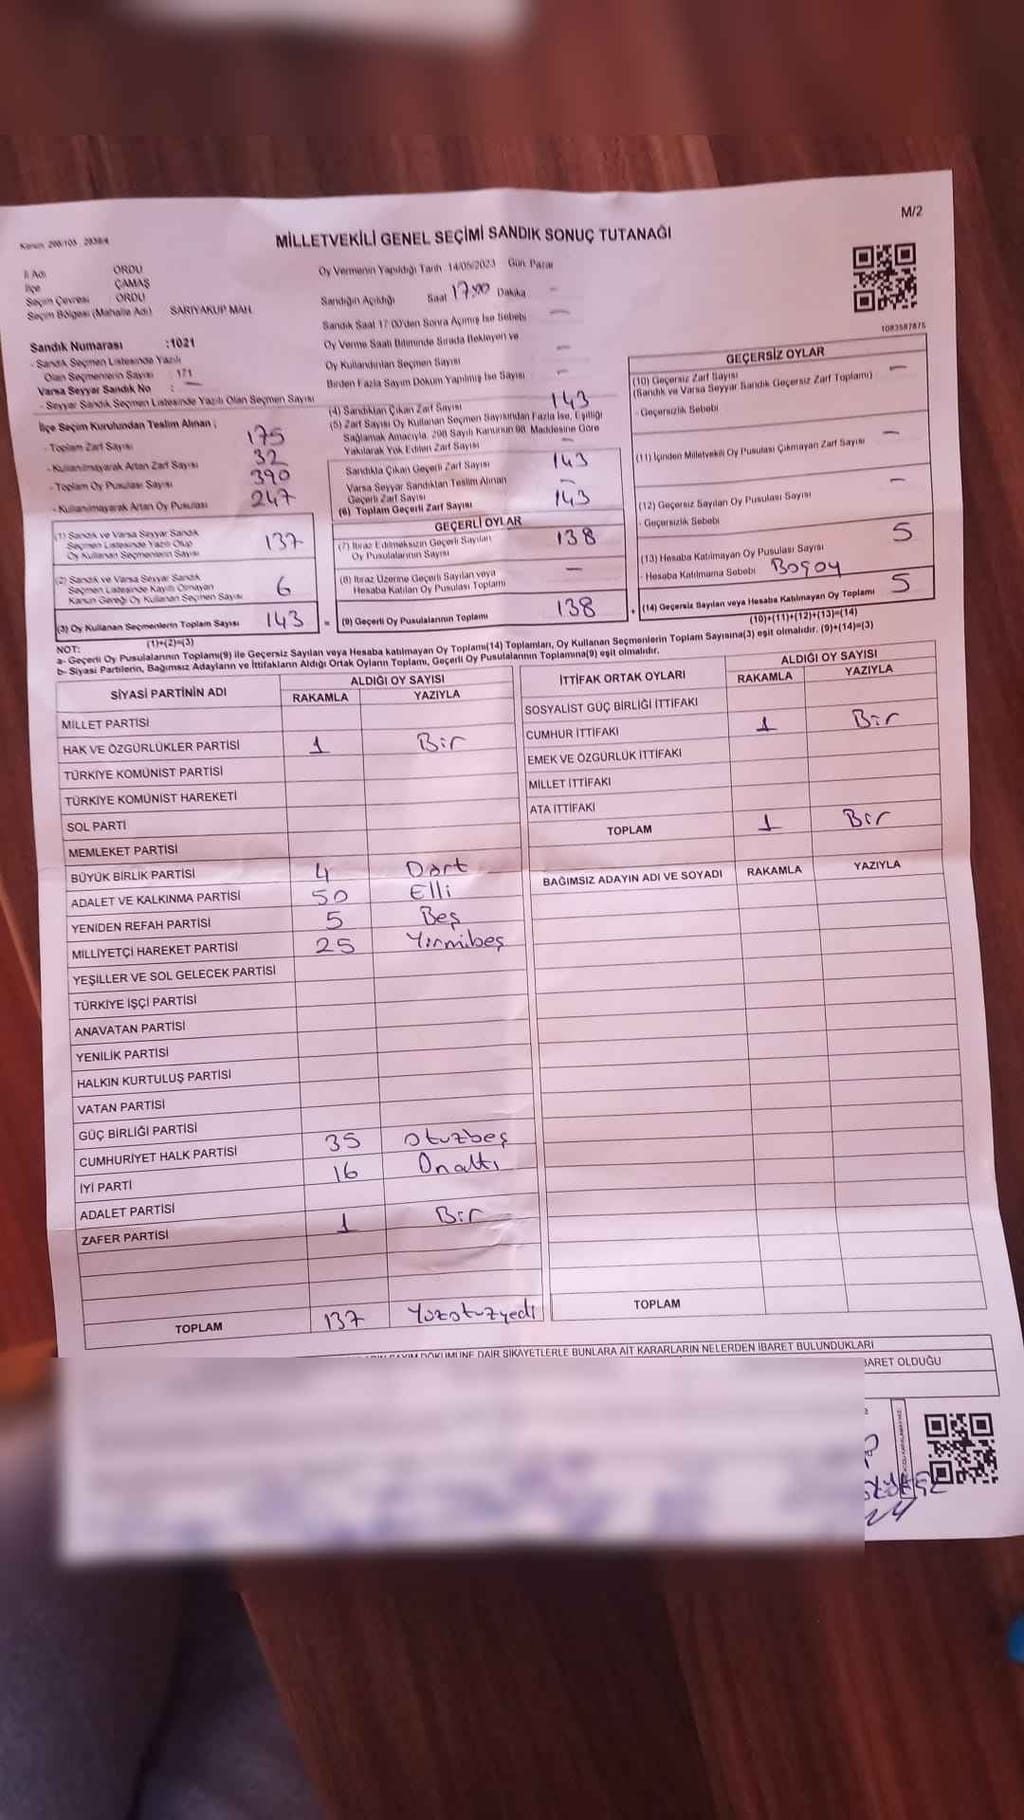 M/2
MİLLETVEKİLİ GENEL SEÇİMİ SANDIK SONUÇ TUTANAĞI
İl Adı ORDU
İlçe ÇAMAŞ
Seçim Çevresi ORDU
Seçim Bölgesi (Mahalle Adı) SARIYAKUP MAH.
Sandık Numarası :1021
- Sandık Seçmen Listesinde Yazılı
Olan Seçmenlerin Sayısı : 171
Varsa Seyyar Sandık No : —
- Seyyar Sandık Seçmen Listesinde Yazılı Olan Seçmen Sayısı
Oy Vermenin Yapıldığı Tarih 14/05/2023 Gün Pazar
Sandığın Açıldığı Saat 17:00 Dakika —
Sandık Saat 17:00'den Sonra Açılmış İse Sebebi —
Oy Verme Saati Bitiminde Sırada Bekleyen ve
Oy Kullandırılan Seçmen Sayısı —
Birden Fazla Sayım Döküm Yapılmış İse Sayısı —
1083587875
İlçe Seçim Kurulundan Teslim Alınan ;
- Toplam Zarf Sayısı 175
- Kullanılmayarak Artan Zarf Sayısı 32
- Toplam Oy Pusulası Sayısı 390
- Kullanılmayarak Artan Oy Pusulası 247
(4) Sandıktan Çıkan Zarf Sayısı 143
(5) Zarf Sayısı Oy Kullanan Seçmen Sayısından Fazla İse, Eşitliği
Sağlamak Amacıyla, 298 Sayılı Kanunun 98. Maddesine Göre
Yakılarak Yok Edilen Zarf Sayısı —
Sandıkta Çıkan Geçerli Zarf Sayısı 143
Varsa Seyyar Sandıktan Teslim Alınan
Geçerli Zarf Sayısı —
(6) Toplam Geçerli Zarf Sayısı 143
GEÇERSİZ OYLAR
(10) Geçersiz Zarf Sayısı —
(Sandık ve Varsa Seyyar Sandık Geçersiz Zarf Toplamı)
- Geçersizlik Sebebi
(11) İçinden Milletvekili Oy Pusulası Çıkmayan Zarf Sayısı —
(12) Geçersiz Sayılan Oy Pusulası Sayısı —
- Geçersizlik Sebebi
(13) Hesaba Katılmayan Oy Pusulası Sayısı 5
- Hesaba Katılmama Sebebi
(14) Geçersiz Sayılan veya Hesaba Katılmayan Oy Toplamı 5
(10)+(11)+(12)+(13)=(14)
(1) Sandık ve Varsa Seyyar Sandık
Seçmen Listesinde Yazılı Olup
Oy Kullanan Seçmenlerin Sayısı 137
(2) Sandık ve Varsa Seyyar Sandık
Seçmen Listesinde Kayıtlı Olmayan
Kanun Gereği Oy Kullanan Seçmen Sayısı 6
(3) Oy Kullanan Seçmenlerin Toplam Sayısı 143 =
(1)+(2)=(3)
GEÇERLİ OYLAR
(7) İtiraz Edilmeksizin Geçerli Sayılan
Oy Pusulalarının Sayısı 138
(8) İtiraz Üzerine Geçerli Sayılan veya
Hesaba Katılan Oy Pusulası Toplamı —
(9) Geçerli Oy Pusulalarının Toplamı 138 +
NOT:
a- Geçerli Oy Pusulalarının Toplamı(9) ile Geçersiz Sayılan veya Hesaba katılmayan Oy Toplamı(14) Toplamları, Oy Kullanan Seçmenlerin Toplam Sayısına(3) eşit olmalıdır. (9)+(14)=(3)
b- Siyasi Partilerin, Bağımsız Adayların ve İttifakların Aldığı Ortak Oyların Toplamı, Geçerli Oy Pusulalarının Toplamına(9) eşit olmalıdır.
SİYASİ PARTİNİN ADI ALDIĞI OY SAYISI
RAKAMLA YAZIYLA
MİLLET PARTİSİ
HAK VE ÖZGÜRLÜKLER PARTİSİ 1 Bir
TÜRKİYE KOMÜNİST PARTİSİ
TÜRKİYE KOMÜNİST HAREKETİ
SOL PARTİ
MEMLEKET PARTİSİ
BÜYÜK BİRLİK PARTİSİ 4 Dört
ADALET VE KALKINMA PARTİSİ 50 Elli
YENİDEN REFAH PARTİSİ 5 Beş
MİLLİYETÇİ HAREKET PARTİSİ 25 Yirmibeş
YEŞİLLER VE SOL GELECEK PARTİSİ
TÜRKİYE İŞÇİ PARTİSİ
ANAVATAN PARTİSİ
YENİLİK PARTİSİ
HALKIN KURTULUŞ PARTİSİ
VATAN PARTİSİ
GÜÇ BİRLİĞİ PARTİSİ
CUMHURİYET HALK PARTİSİ 35 Otuzbeş
İYİ PARTİ 16 Onaltı
ADALET PARTİSİ
ZAFER PARTİSİ 1 Bir
TOPLAM 137 Yüzotuzyedi
İTTİFAK ORTAK OYLARI ALDIĞI OY SAYISI
RAKAMLA YAZIYLA
SOSYALİST GÜÇ BİRLİĞİ İTTİFAKI
CUMHUR İTTİFAKI 1 Bir
EMEK VE ÖZGÜRLÜK İTTİFAKI
MİLLET İTTİFAKI
ATA İTTİFAKI
TOPLAM 1 Bir
BAĞIMSIZ ADAYIN ADI VE SOYADI RAKAMLA YAZIYLA
TOPLAM
DÖKÜMÜNE DAİR ŞİKAYETLERLE BUNLARA AİT KARARLARIN NELERDEN İBARET BULUNDUKLARI
BARET OLDUĞU